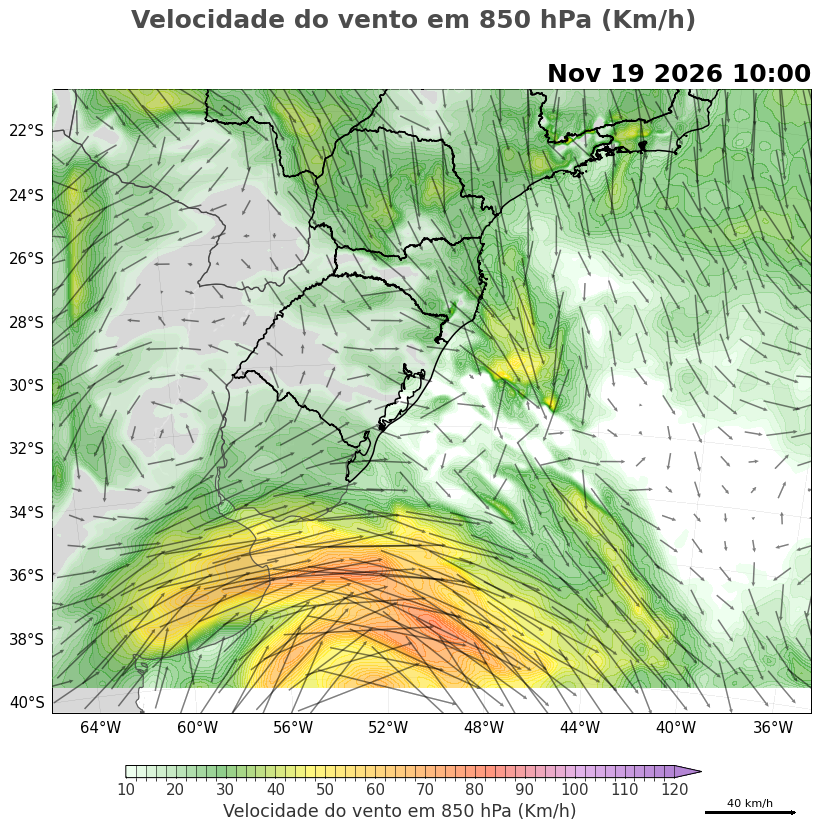 Velocidade do vento em 850 hPa (Km/h)
Nov 19 2026 10:00
22°S
24°S
26°S
28°S
30°S
32°S
34°S
36°S
38°S
40°S
64°W 60°W 56°W 52°W 48°W 44°W 40°W 36°W
10 20 30 40 50 60 70 80 90 100 110 120
Velocidade do vento em 850 hPa (Km/h)
40 km/h